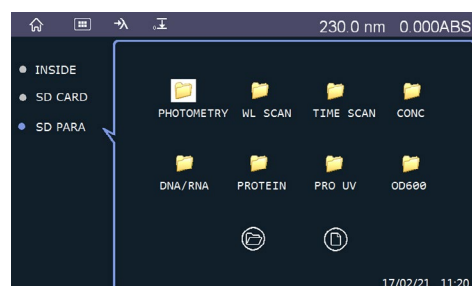 230.0 nm 0.000ABS
INSIDE
SD CARD
SD PARA
PHOTOMETRY WL SCAN TIME SCAN CONC
DNA/RNA PROTEIN PRO UV OD600
17/02/21 11:20